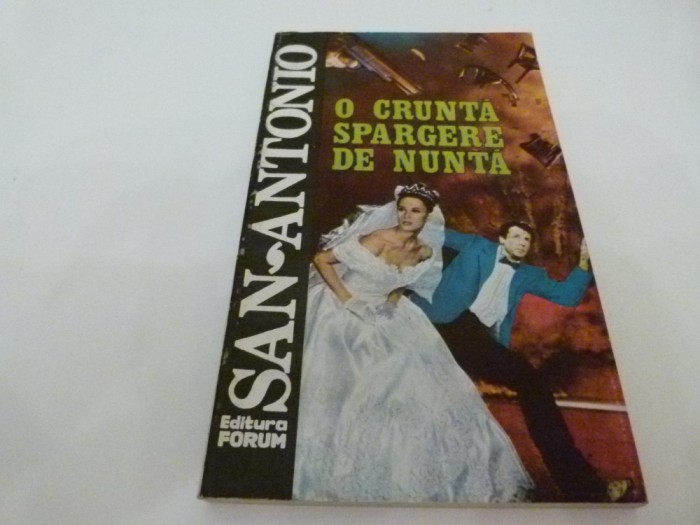 SAN•ANTONIO
O CRUNTĂ
SPARGERE
DE NUNTĂ
Editura
FORUM